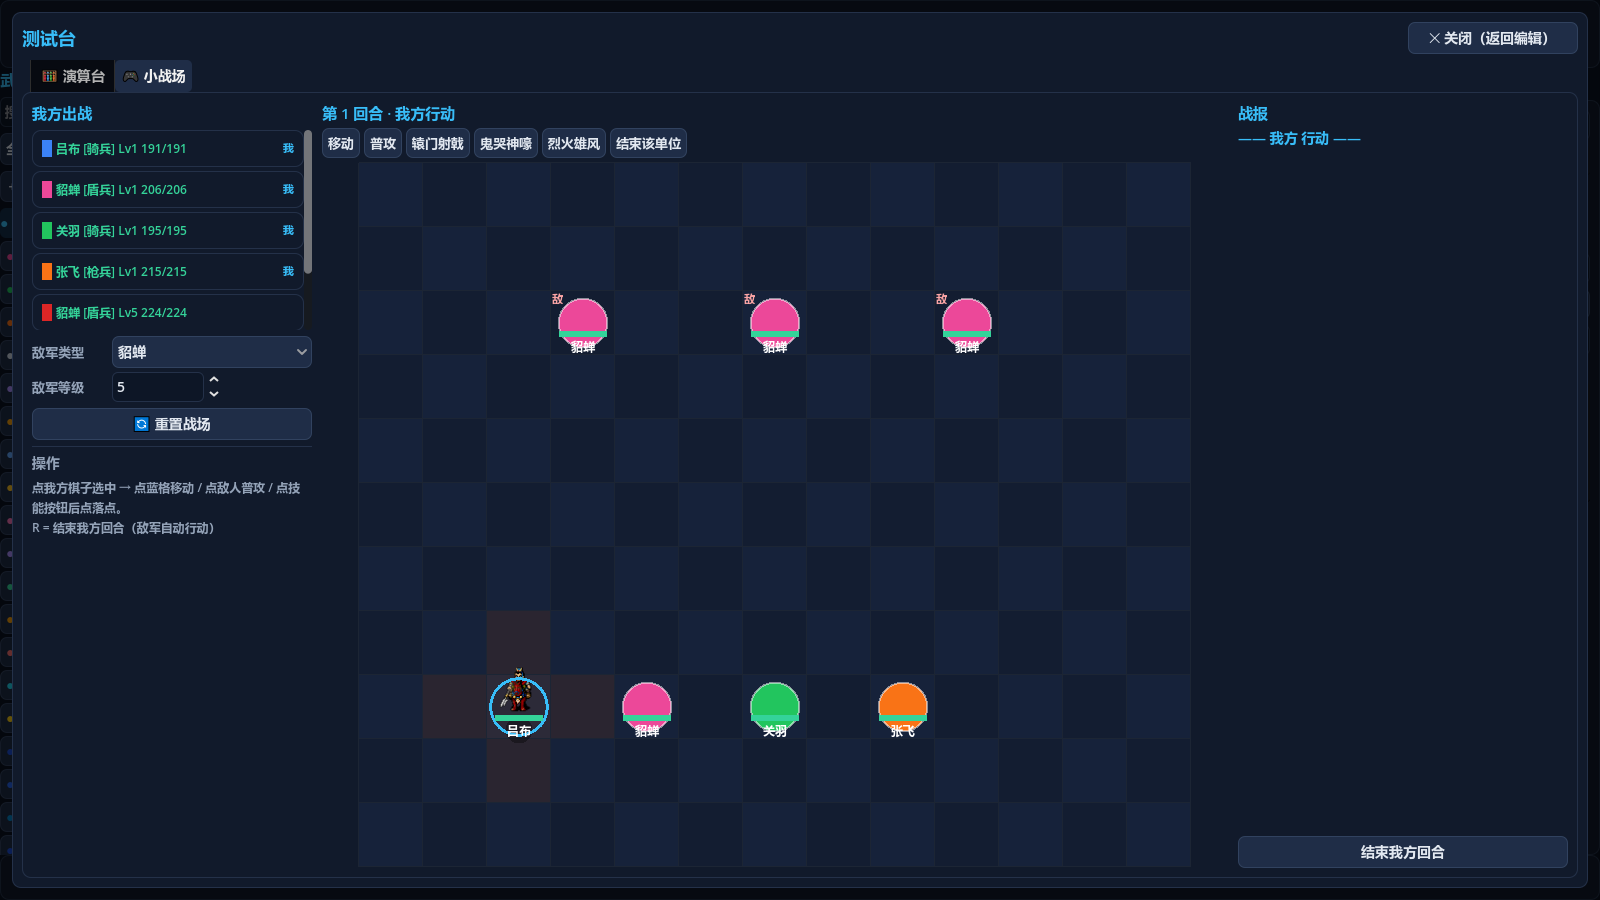 测试台
× 关闭（返回编辑）
演算台
小战场
我方出战
吕布 [骑兵] Lv1 191/191 我
貂蝉 [盾兵] Lv1 206/206 我
关羽 [骑兵] Lv1 195/195 我
张飞 [枪兵] Lv1 215/215 我
貂蝉 [盾兵] Lv5 224/224
敌军类型 貂蝉
敌军等级 5
重置战场
操作
点我方棋子选中 → 点蓝格移动 / 点敌人普攻 / 点技
能按钮后点落点。
R = 结束我方回合（敌军自动行动）
第 1 回合 · 我方行动
移动 普攻 辕门射戟 鬼哭神嚎 烈火雄风 结束该单位
敌 敌 敌
貂蝉 貂蝉 貂蝉
吕布 貂蝉 关羽 张飞
战报
—— 我方 行动 ——
结束我方回合